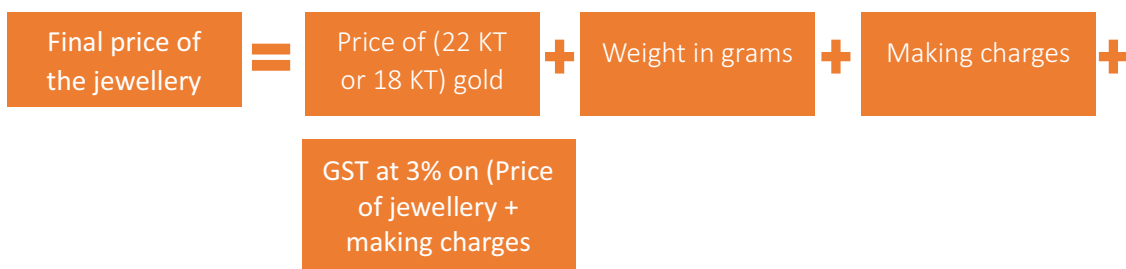 Final price of
the jewellery
=
Price of (22 KT
or 18 KT) gold
+
Weight in grams
+
Making charges
+
GST at 3% on (Price
of jewellery +
making charges